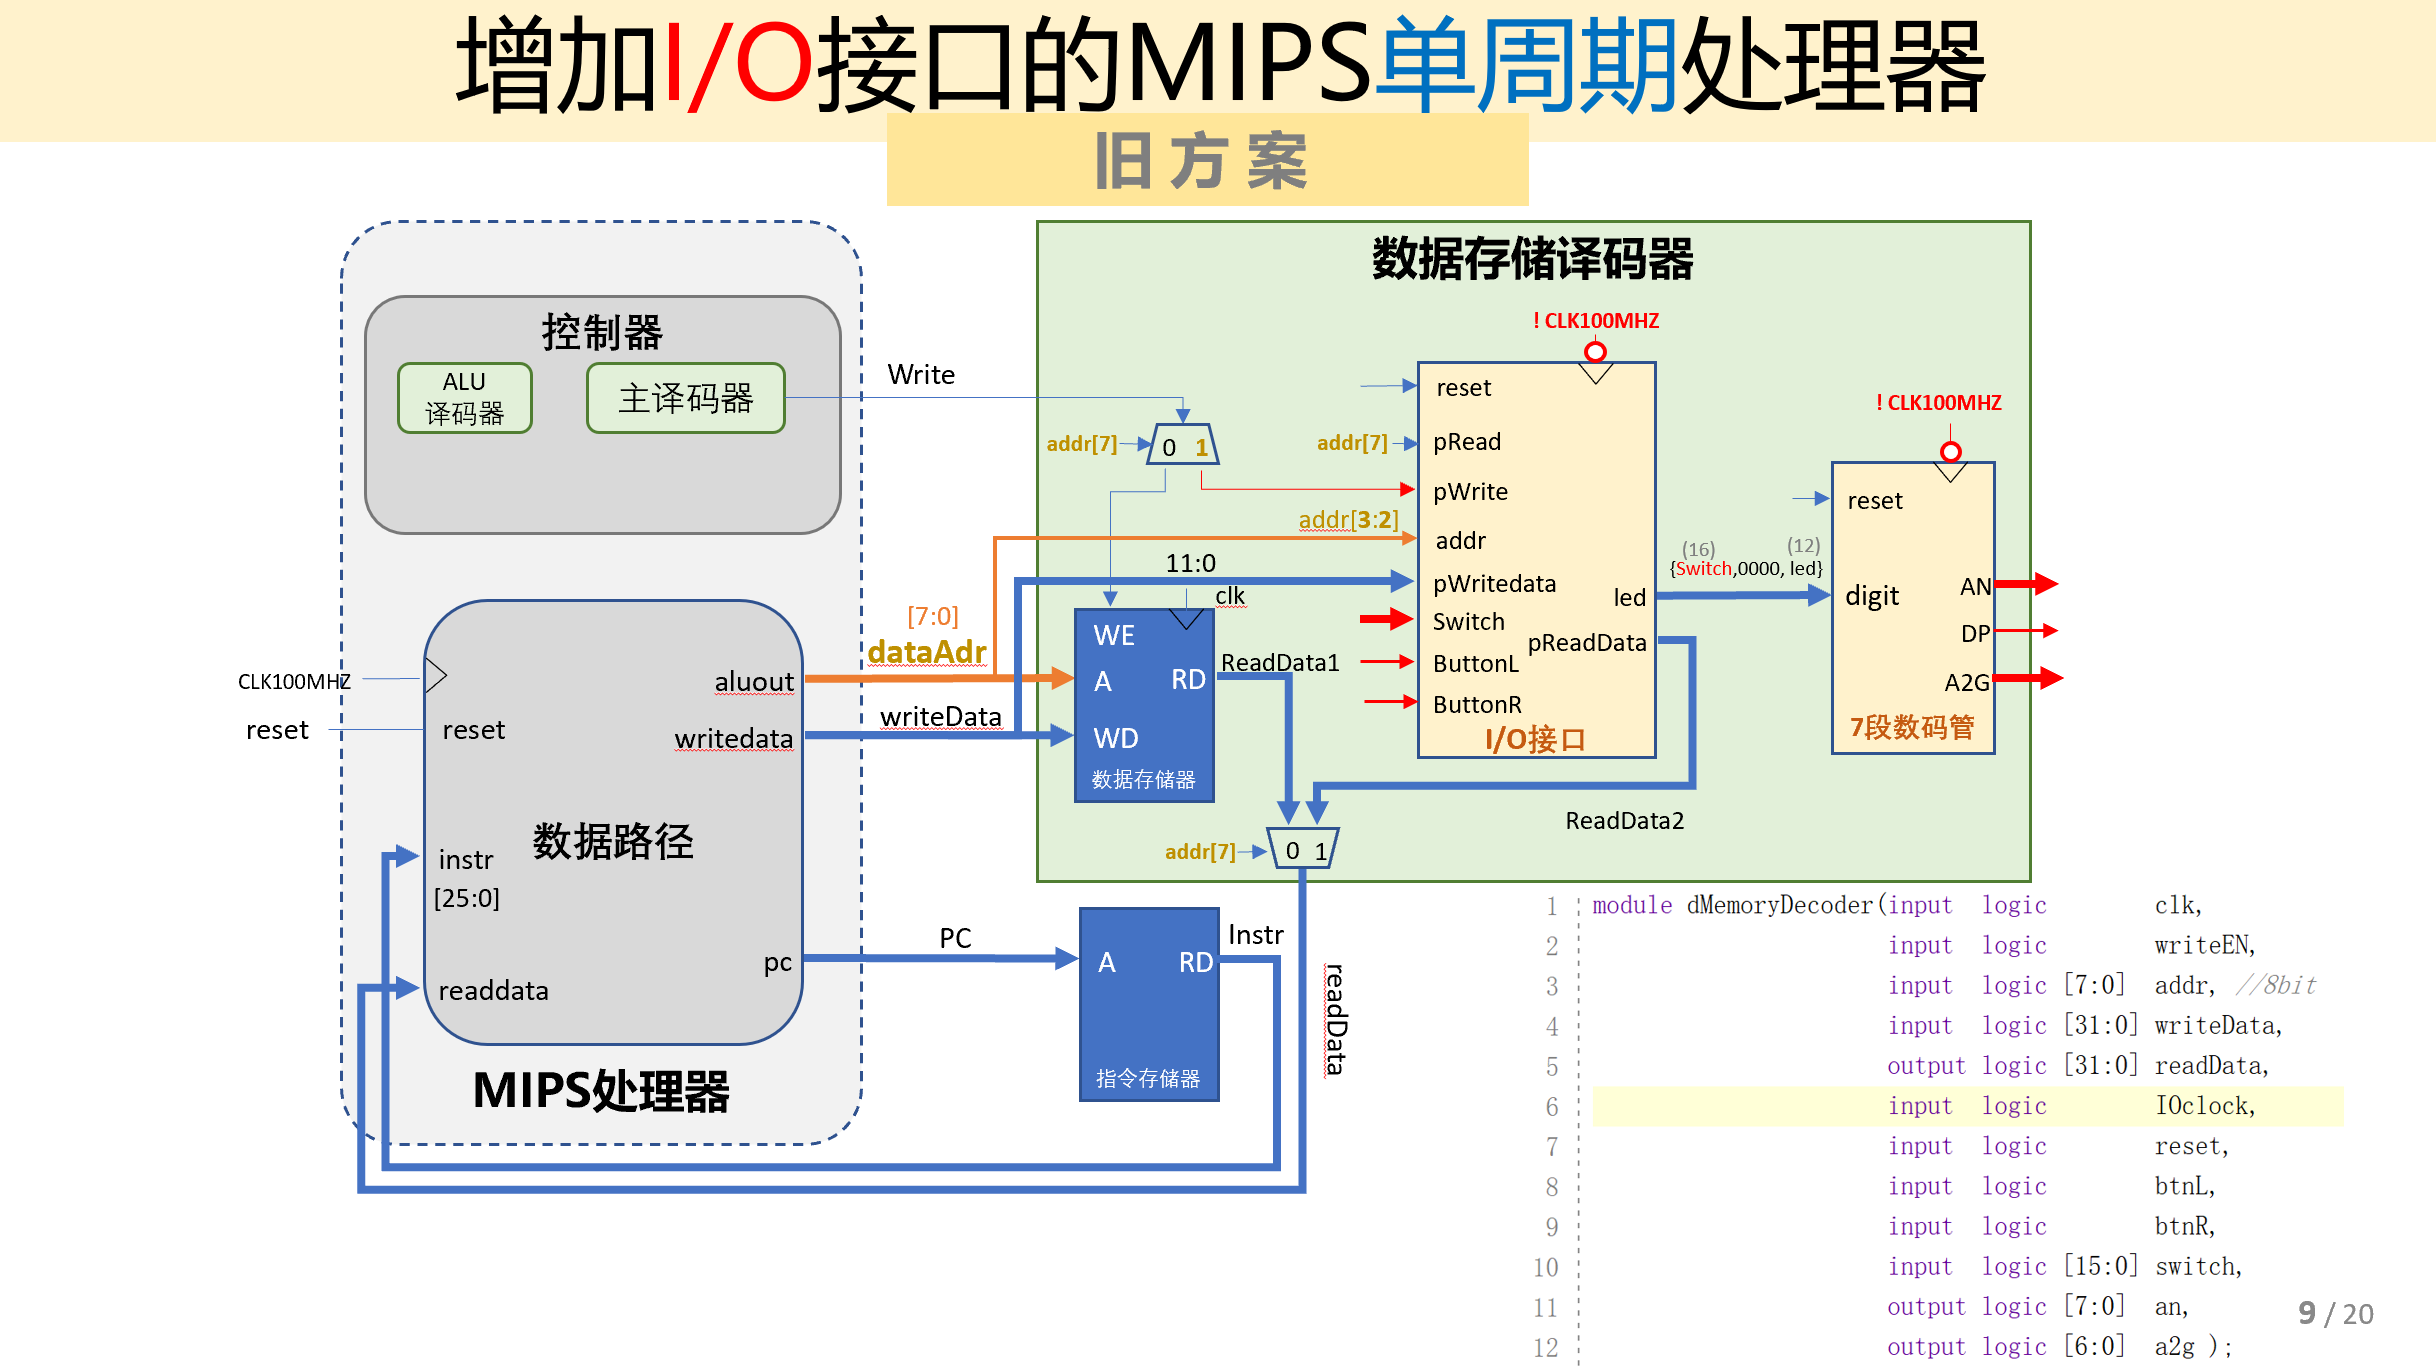 增加I/O接口的MIPS单周期处理器
旧方案
控制器
ALU
译码器
主译码器
Write
CLK100MHZ
reset
reset
aluout
writedata
数据路径
instr
[25:0]
pc
readdata
MIPS处理器
[7:0]
dataAdr
writeData
PC
数据存储译码器
addr[7]
0 1
addr[7]
addr[3:2]
11:0
clk
WE
A
RD
WD
数据存储器
ReadData1
! CLK100MHZ
reset
pRead
pWrite
addr
pWritedata
Switch
ButtonL
ButtonR
led
pReadData
I/O接口
(16)
(12)
{Switch,0000, led}
! CLK100MHZ
reset
digit
AN
DP
A2G
7段数码管
ReadData2
addr[7]
0 1
A
RD
指令存储器
Instr
readData
1 module dMemoryDecoder(input logic clk,
2 input logic writeEN,
3 input logic [7:0] addr, //8bit
4 input logic [31:0] writeData,
5 output logic [31:0] readData,
6 input logic IOclock,
7 input logic reset,
8 input logic btnL,
9 input logic btnR,
10 input logic [15:0] switch,
11 output logic [7:0] an,
12 output logic [6:0] a2g );
9 / 20